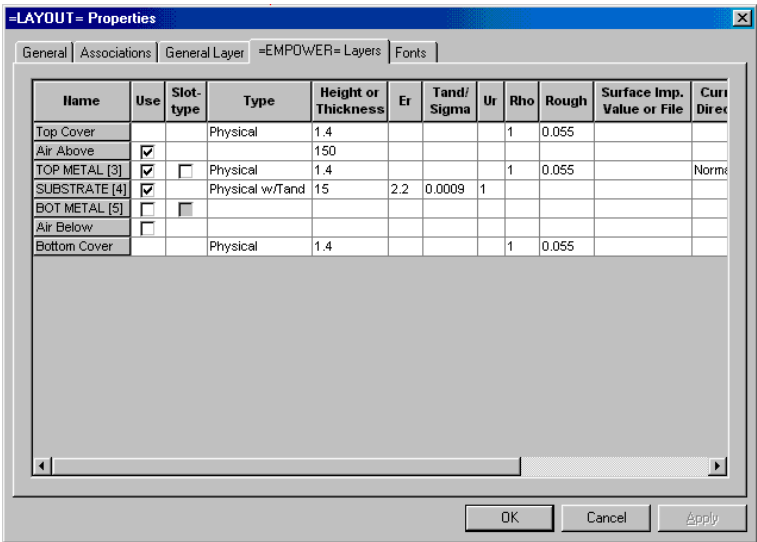 =LAYOUT= Properties
General Associations General Layer =EMPOWER= Layers Fonts
Name Use Slot-type Type Height or Thickness Er Tand/Sigma Ur Rho Rough Surface Imp. Value or File Curr Direc
Top Cover Physical 1.4 1 0.055
Air Above 150
TOP METAL [3] Physical 1.4 1 0.055 Norma
SUBSTRATE [4] Physical w/Tand 15 2.2 0.0009 1
BOT METAL [5]
Air Below
Bottom Cover Physical 1.4 1 0.055
OK Cancel Apply